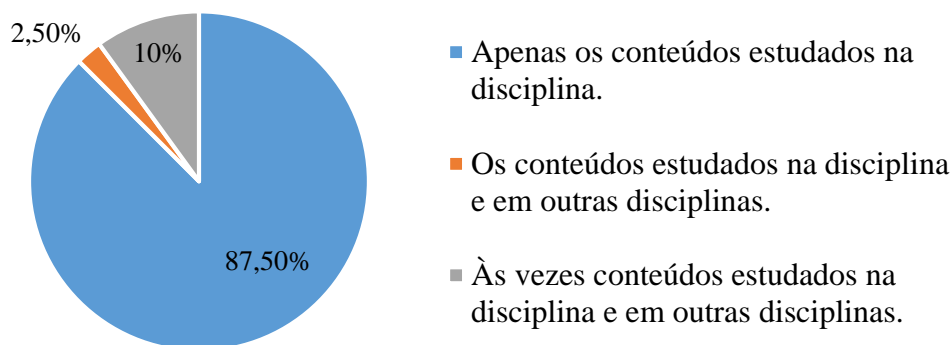 2,50%
10%
87,50%
Apenas os conteúdos estudados na
disciplina.
Os conteúdos estudados na disciplina
e em outras disciplinas.
Às vezes conteúdos estudados na
disciplina e em outras disciplinas.